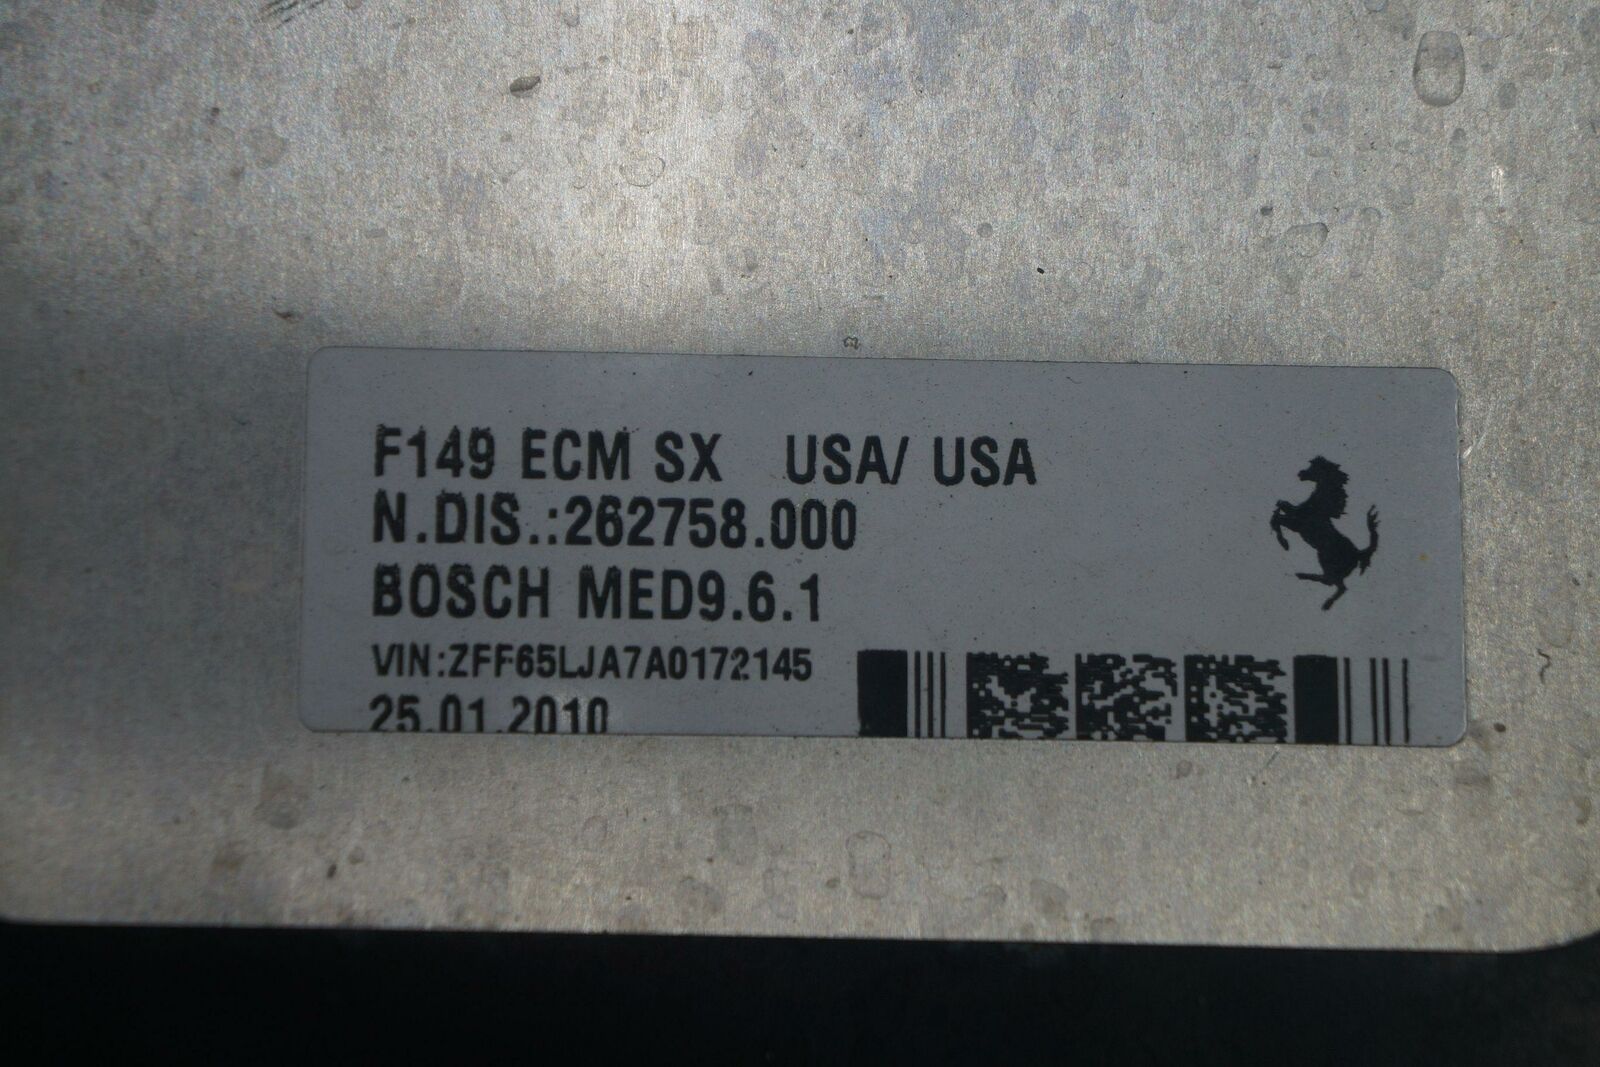 F149 ECM SX USA/ USA
N.DIS.:262758.000
BOSCH MED9.6.1
VIN:ZFF65LJA7A0172145
25.01.2010